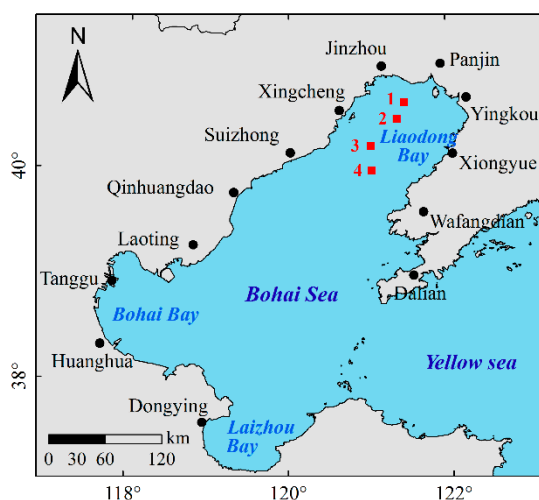 N
Jinzhou
Panjin
Xingcheng
1
Yingkou
2
Liaodong
Bay
Suizhong
3
40
Xiongyue
4
Qinhuangdao
Wafangdian
Laoting
Tanggu
Dalian
Bohai Sea
Bohai Bay
Huanghua
Yellow sea
38
Dongying
Laizhou
Bay
km
0 30 60 120
118 120 122